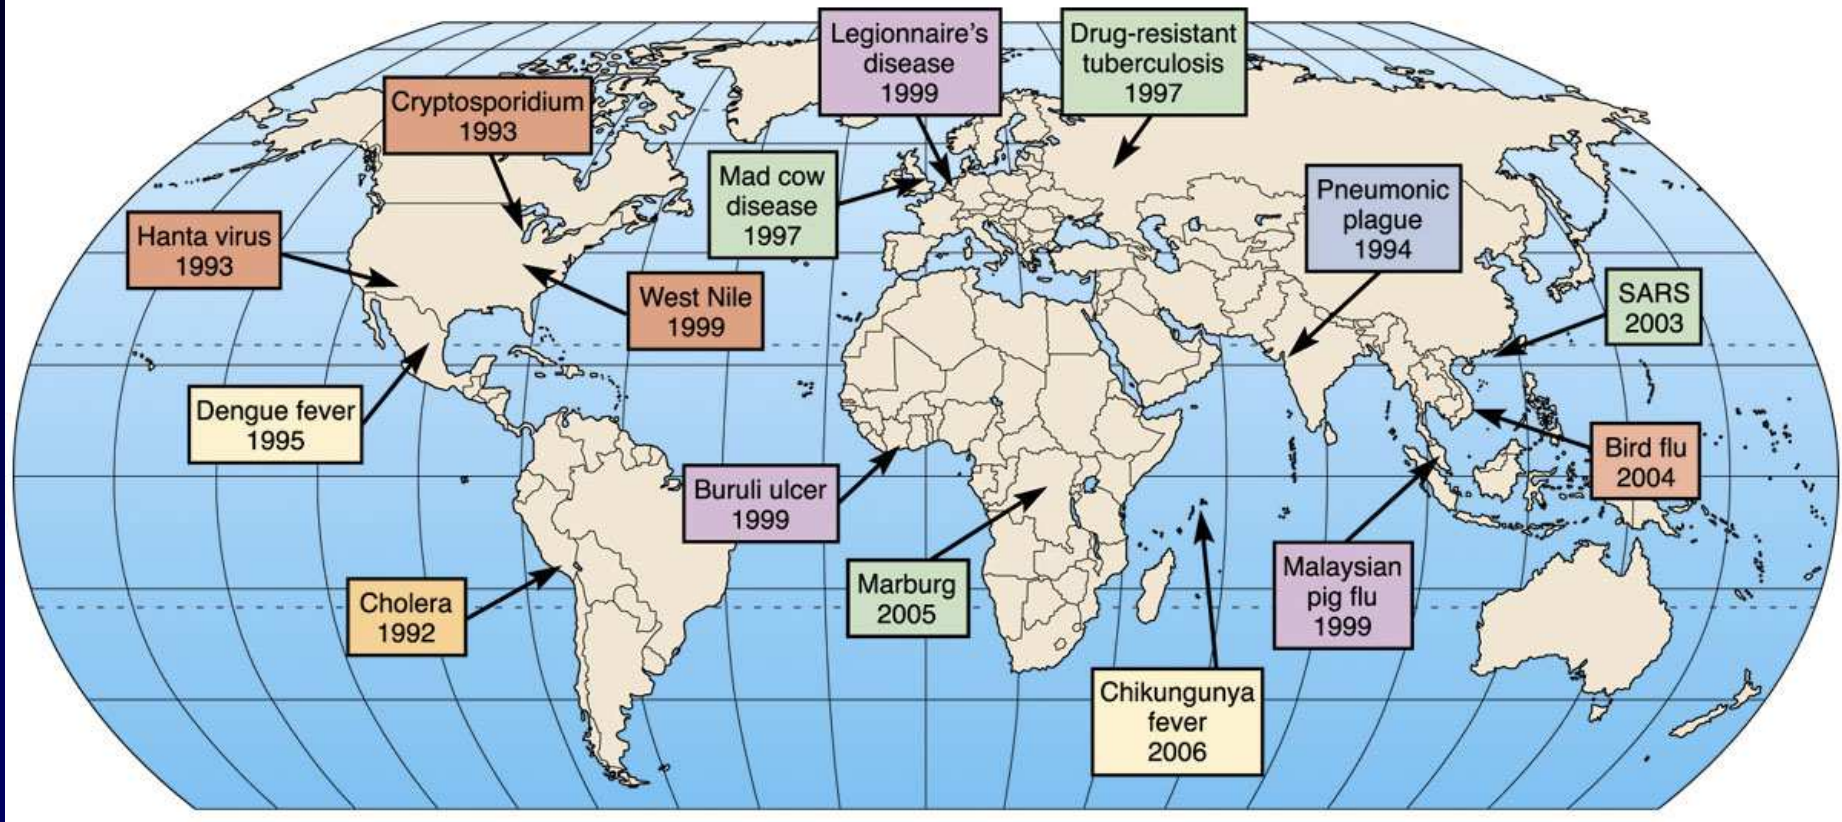 Legionnaire's
disease
1999
Drug-resistant
tuberculosis
1997
Cryptosporidium
1993
Mad cow
disease
1997
Pneumonic
plague
1994
Hanta virus
1993
West Nile
1999
SARS
2003
Dengue fever
1995
Bird flu
2004
Buruli ulcer
1999
Marburg
2005
Malaysian
pig flu
1999
Cholera
1992
Chikungunya
fever
2006